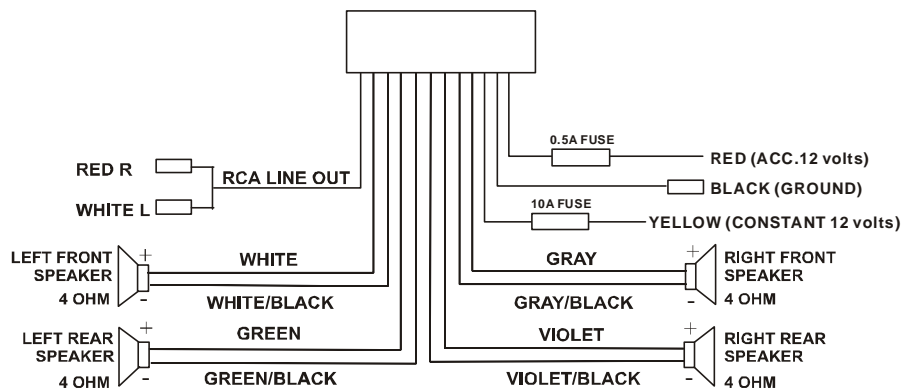 0.5A FUSE
RED (ACC.12 volts)
RED R
RCA LINE OUT
BLACK (GROUND)
WHITE L
10A FUSE
YELLOW (CONSTANT 12 volts)
LEFT FRONT
SPEAKER
4 OHM
+
-
WHITE
WHITE/BLACK
GRAY
GRAY/BLACK
+
-
RIGHT FRONT
SPEAKER
4 OHM
LEFT REAR
SPEAKER
4 OHM
+
-
GREEN
GREEN/BLACK
VIOLET
VIOLET/BLACK
+
-
RIGHT REAR
SPEAKER
4 OHM